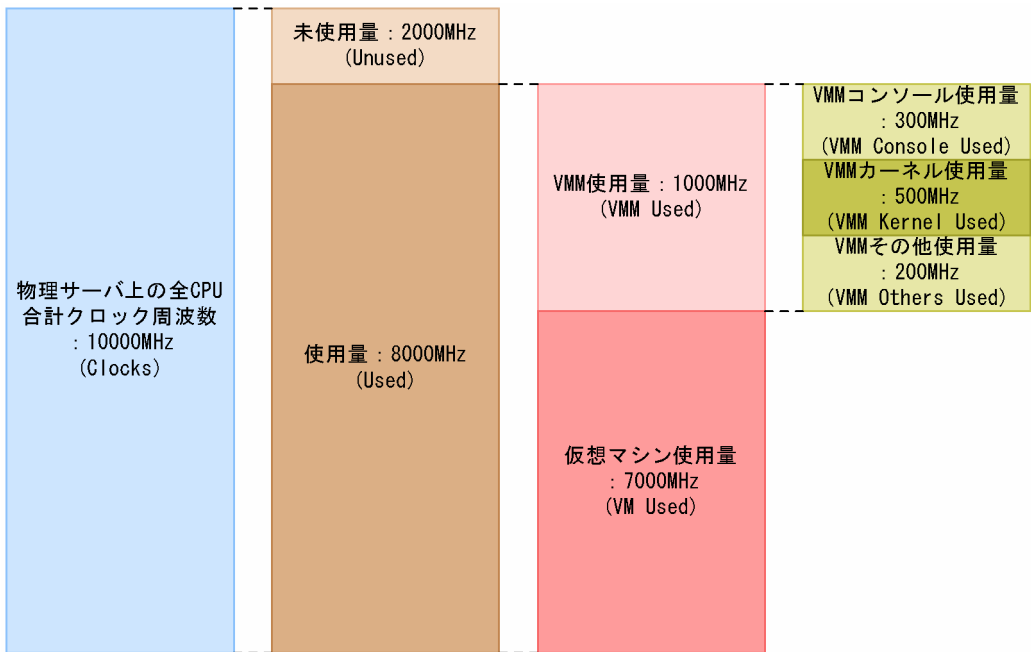 物理サーバ上の全CPU
合計クロック周波数
：10000MHz
(Clocks)
未使用量：2000MHz
(Unused)
使用量：8000MHz
(Used)
VMM使用量：1000MHz
(VMM Used)
仮想マシン使用量
：7000MHz
(VM Used)
VMMコンソール使用量
：300MHz
(VMM Console Used)
VMMカーネル使用量
：500MHz
(VMM Kernel Used)
VMMその他使用量
：200MHz
(VMM Others Used)